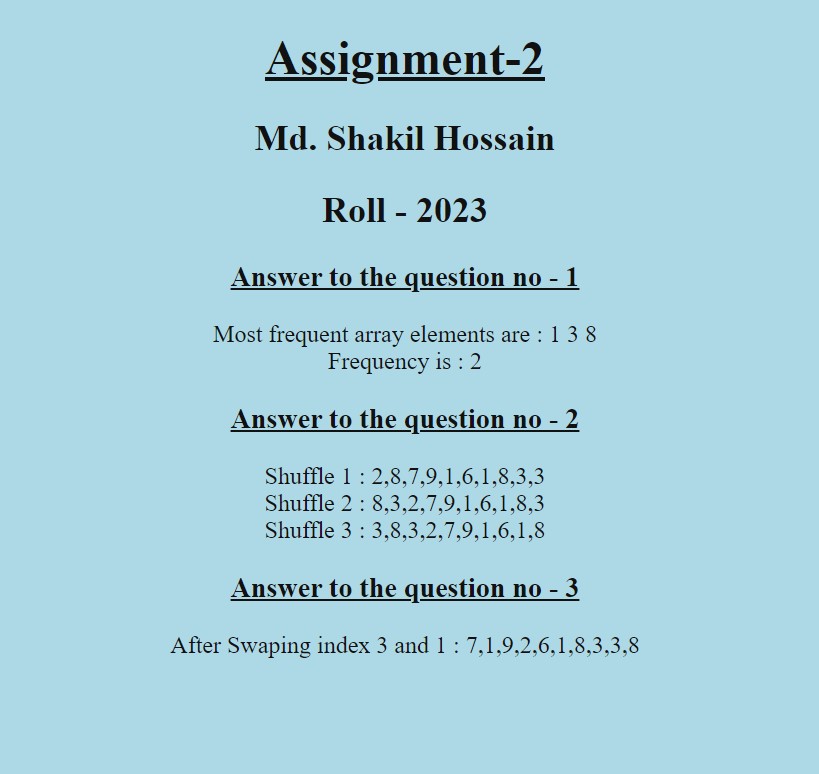 Assignment-2
Md. Shakil Hossain
Roll - 2023
Answer to the question no - 1
Most frequent array elements are : 1 3 8
Frequency is : 2
Answer to the question no - 2
Shuffle 1 : 2,8,7,9,1,6,1,8,3,3
Shuffle 2 : 8,3,2,7,9,1,6,1,8,3
Shuffle 3 : 3,8,3,2,7,9,1,6,1,8
Answer to the question no - 3
After Swaping index 3 and 1 : 7,1,9,2,6,1,8,3,3,8